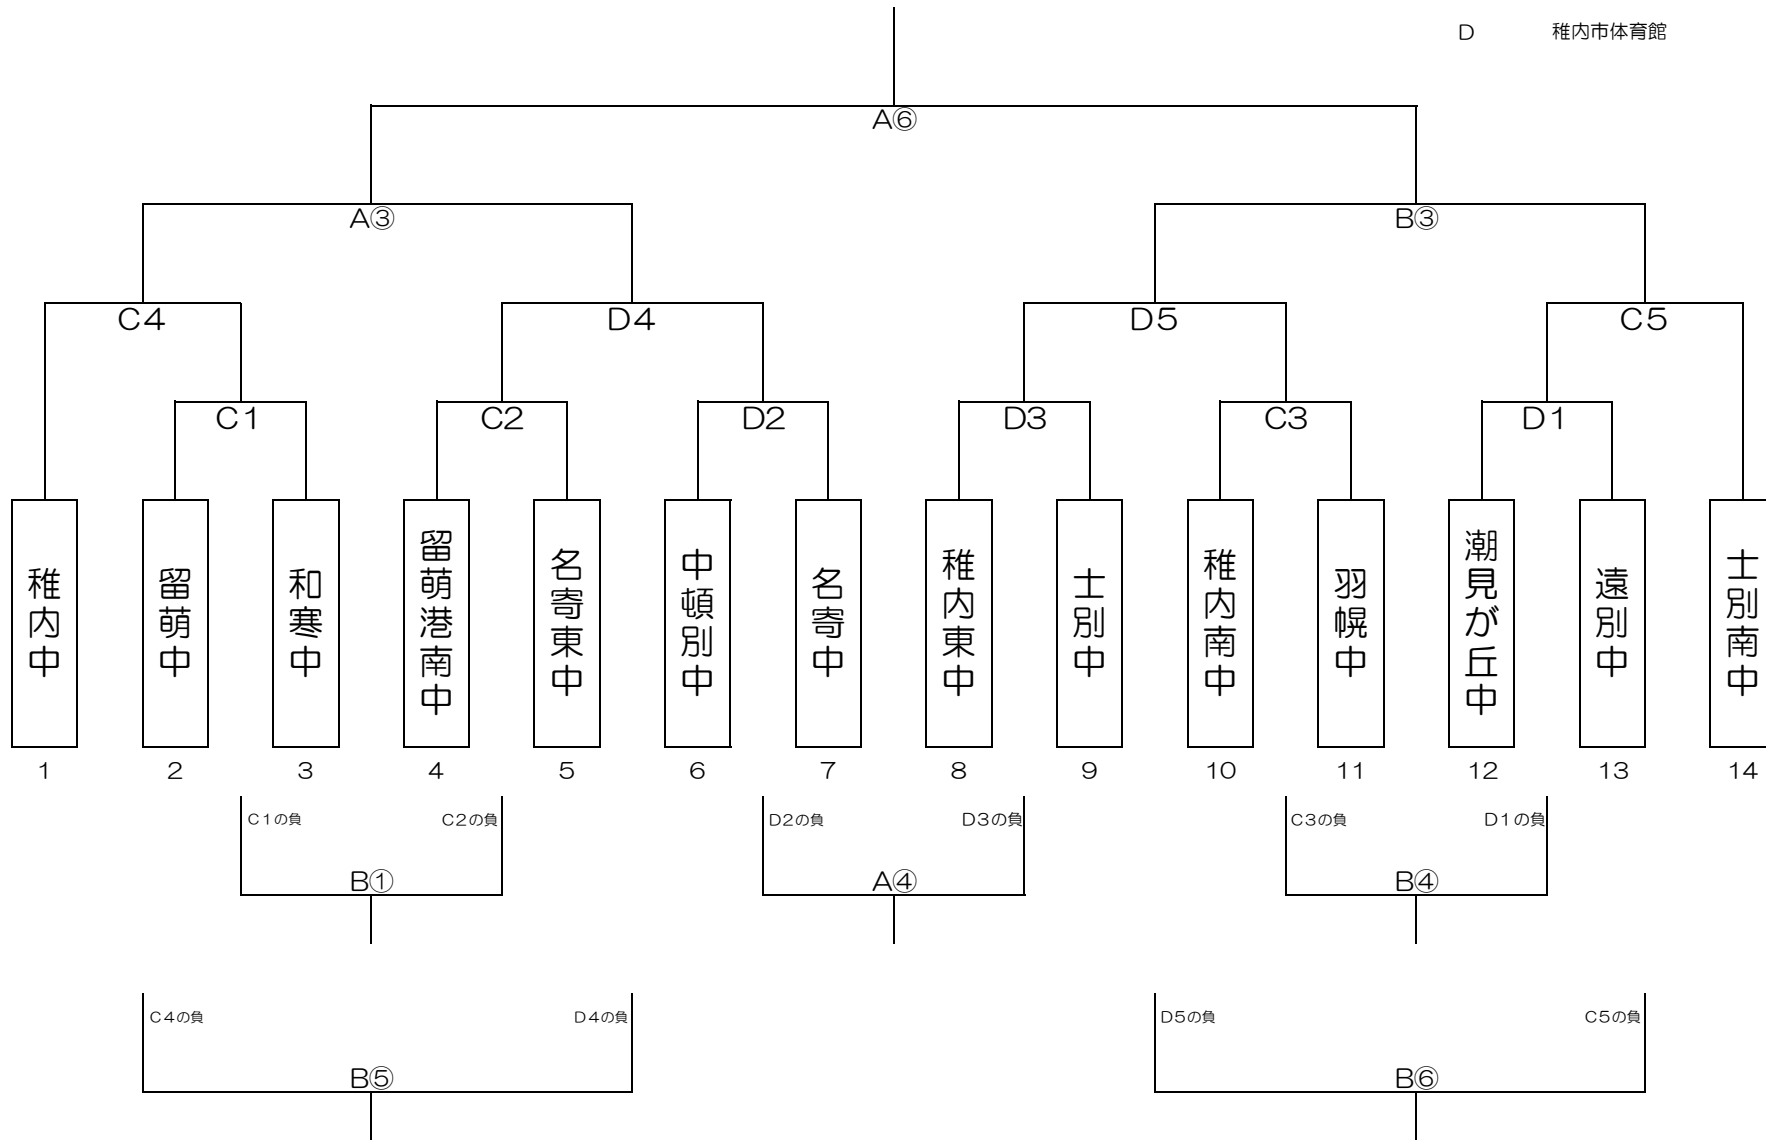 D 稚内市体育館
A⑥
A③ B③
C4 D4 D5 C5
C1 C2 D2 D3 C3 D1
稚内中
留萌中
和寒中
留萌港南中
名寄東中
中頓別中
名寄中
稚内東中
士別中
稚内南中
羽幌中
潮見が丘中
遠別中
士別南中
1 2 3 4 5 6 7 8 9 10 11 12 13 14
C1の負 C2の負 D2の負 D3の負 C3の負 D1の負
B① A④ B④
C4の負 D4の負 D5の負 C5の負
B⑤ B⑥